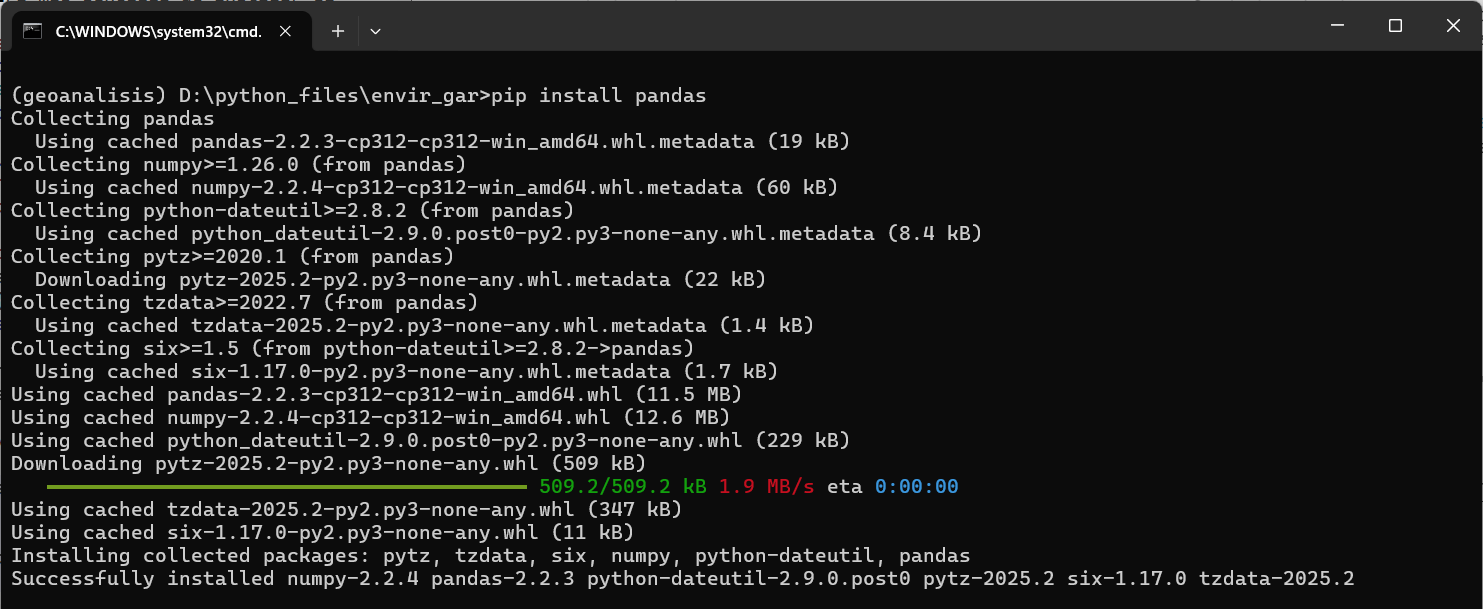 C:\WINDOWS\system32\cmd.
(geoanalisis) D:\python_files\envir_gar>pip install pandas
Collecting pandas
  Using cached pandas-2.2.3-cp312-cp312-win_amd64.whl.metadata (19 kB)
Collecting numpy>=1.26.0 (from pandas)
  Using cached numpy-2.2.4-cp312-cp312-win_amd64.whl.metadata (60 kB)
Collecting python-dateutil>=2.8.2 (from pandas)
  Using cached python_dateutil-2.9.0.post0-py2.py3-none-any.whl.metadata (8.4 kB)
Collecting pytz>=2020.1 (from pandas)
  Downloading pytz-2025.2-py2.py3-none-any.whl.metadata (22 kB)
Collecting tzdata>=2022.7 (from pandas)
  Using cached tzdata-2025.2-py2.py3-none-any.whl.metadata (1.4 kB)
Collecting six>=1.5 (from python-dateutil>=2.8.2->pandas)
  Using cached six-1.17.0-py2.py3-none-any.whl.metadata (1.7 kB)
Using cached pandas-2.2.3-cp312-cp312-win_amd64.whl (11.5 MB)
Using cached numpy-2.2.4-cp312-cp312-win_amd64.whl (12.6 MB)
Using cached python_dateutil-2.9.0.post0-py2.py3-none-any.whl (229 kB)
Downloading pytz-2025.2-py2.py3-none-any.whl (509 kB)
509.2/509.2 kB 1.9 MB/s eta 0:00:00
Using cached tzdata-2025.2-py2.py3-none-any.whl (347 kB)
Using cached six-1.17.0-py2.py3-none-any.whl (11 kB)
Installing collected packages: pytz, tzdata, six, numpy, python-dateutil, pandas
Successfully installed numpy-2.2.4 pandas-2.2.3 python-dateutil-2.9.0.post0 pytz-2025.2 six-1.17.0 tzdata-2025.2